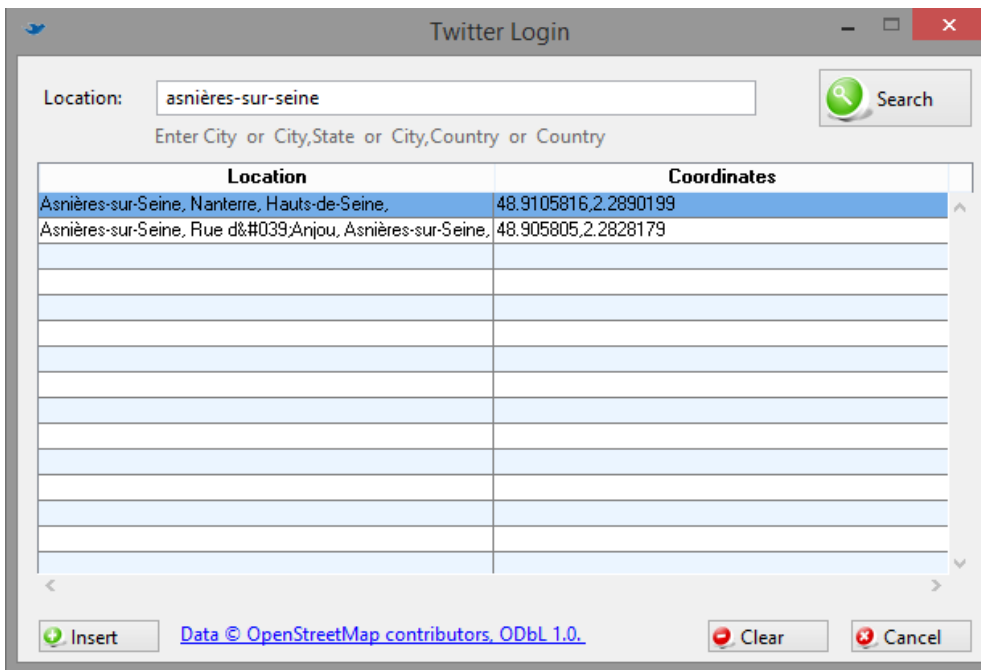 Twitter Login
Location: asnières-sur-seine Search
Enter City or City,State or City,Country or Country
Location Coordinates
Asnières-sur-Seine, Nanterre, Hauts-de-Seine, 48.9105816,2.2890199
Asnières-sur-Seine, Rue d&#039;Anjou, Asnières-sur-Seine, 48.905805,2.2828179
Insert Data © OpenStreetMap contributors, ODbL 1.0. Clear Cancel